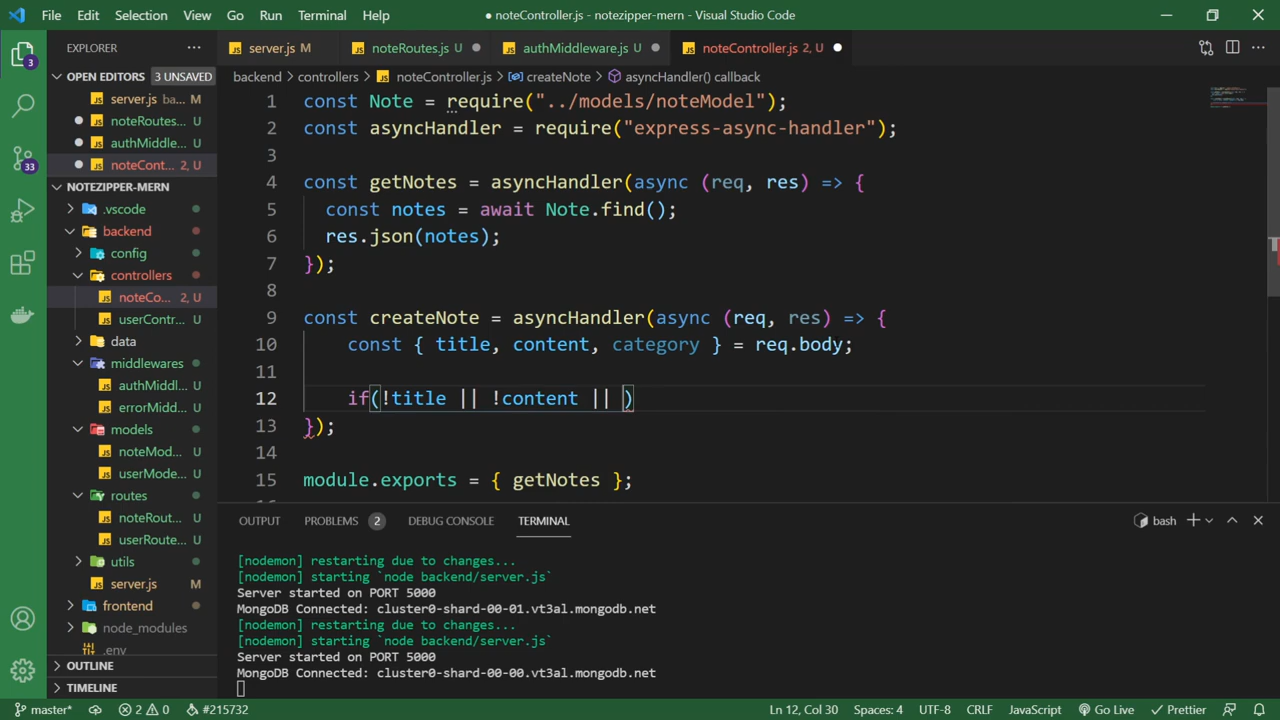 File Edit Selection View Go Run Terminal Help
● noteController.js - notezipper-mern - Visual Studio Code
EXPLORER
server.js M
noteRoutes.js U
authMiddleware.js U
noteController.js 2, U
OPEN EDITORS 3 UNSAVED
server.js ba... M
noteRoutes... U
authMiddle... U
noteCont... 2, U
NOTEZIPPER-MERN
.vscode
backend
config
controllers
noteCo... 2, U
userContr... U
data
middlewares
authMiddl... U
errorMiddl... U
models
noteMod... U
userMode... U
routes
noteRout... U
userRoute... U
utils
server.js M
frontend
node_modules
.env
OUTLINE
TIMELINE
3
33
backend > controllers > noteController.js > createNote > asyncHandler() callback
1 const Note = require("../models/noteModel");
2 const asyncHandler = require("express-async-handler");
3
4 const getNotes = asyncHandler(async (req, res) => {
5 const notes = await Note.find();
6 res.json(notes);
7 });
8
9 const createNote = asyncHandler(async (req, res) => {
10 const { title, content, category } = req.body;
11
12 if(!title || !content || )
13 });
14
15 module.exports = { getNotes };
OUTPUT PROBLEMS 2 DEBUG CONSOLE TERMINAL
bash
[nodemon] restarting due to changes...
[nodemon] starting `node backend/server.js`
Server started on PORT 5000
MongoDB Connected: cluster0-shard-00-01.vt3al.mongodb.net
[nodemon] restarting due to changes...
[nodemon] starting `node backend/server.js`
Server started on PORT 5000
MongoDB Connected: cluster0-shard-00-00.vt3al.mongodb.net
master* 2 0 #215732 Ln 12, Col 30 Spaces: 4 UTF-8 CRLF JavaScript Go Live Prettier